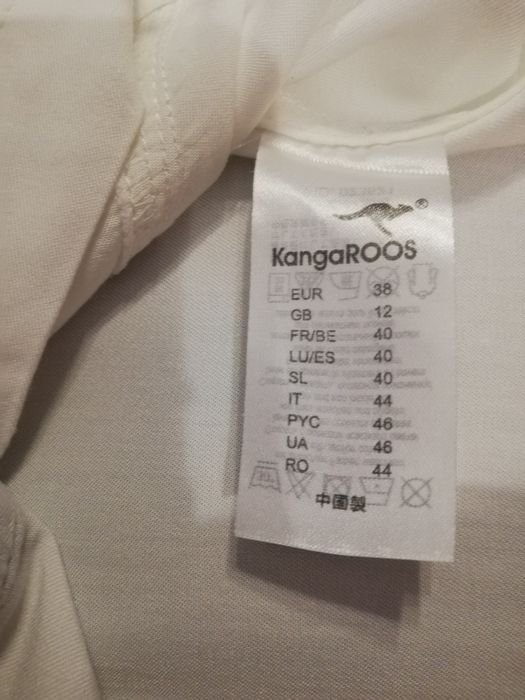 ®
KangaROOS
EUR 38
GB 12
FR/BE 40
LU/ES 40
SL 40
IT 44
PYC 46
UA 46
RO 44
中國製